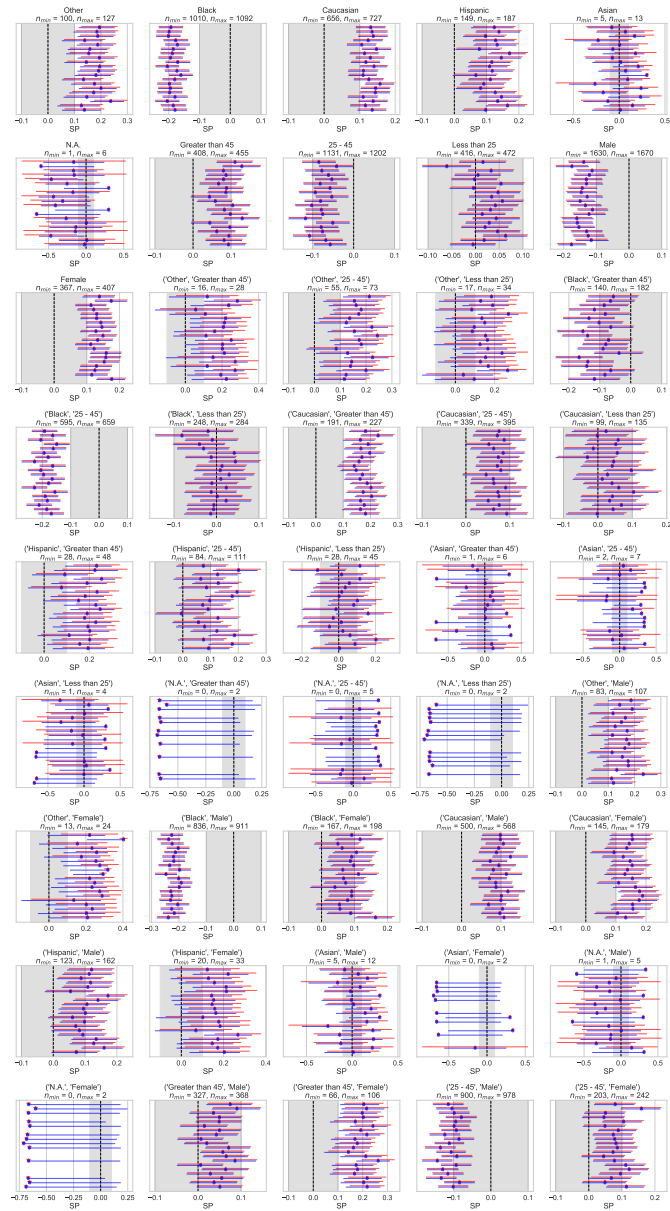 Other
n_min = 100, n_max = 127
−0.1 0.0 0.1 0.2 0.3
SP
Black
n_min = 1010, n_max = 1092
−0.2 −0.1 0.0 0.1
SP
Caucasian
n_min = 656, n_max = 727
−0.1 0.0 0.1 0.2
SP
Hispanic
n_min = 149, n_max = 187
−0.1 0.0 0.1 0.2
SP
Asian
n_min = 5, n_max = 13
−0.5 0.0 0.5
SP
N.A.
n_min = 1, n_max = 6
−0.5 0.0 0.5
SP
Greater than 45
n_min = 408, n_max = 455
−0.1 0.0 0.1
SP
25 - 45
n_min = 1131, n_max = 1202
−0.1 0.0 0.1
SP
Less than 25
n_min = 416, n_max = 472
−0.10 −0.05 0.00 0.05 0.10
SP
Male
n_min = 1630, n_max = 1670
−0.2 −0.1 0.0 0.1
SP
Female
n_min = 367, n_max = 407
−0.1 0.0 0.1 0.2
SP
('Other', 'Greater than 45')
n_min = 16, n_max = 28
0.0 0.2 0.4
SP
('Other', '25 - 45')
n_min = 55, n_max = 73
0.0 0.1 0.2 0.3
SP
('Other', 'Less than 25')
n_min = 17, n_max = 34
0.0 0.2
SP
('Black', 'Greater than 45')
n_min = 140, n_max = 182
−0.2 −0.1 0.0
SP
('Black', '25 - 45')
n_min = 595, n_max = 659
−0.2 −0.1 0.0 0.1
SP
('Black', 'Less than 25')
n_min = 248, n_max = 284
−0.1 0.0 0.1
SP
('Caucasian', 'Greater than 45')
n_min = 191, n_max = 227
−0.1 0.0 0.1 0.2 0.3
SP
('Caucasian', '25 - 45')
n_min = 339, n_max = 395
−0.1 0.0 0.1
SP
('Caucasian', 'Less than 25')
n_min = 99, n_max = 135
−0.1 0.0 0.1 0.2
SP
('Hispanic', 'Greater than 45')
n_min = 28, n_max = 48
0.0 0.2
SP
('Hispanic', '25 - 45')
n_min = 84, n_max = 111
−0.1 0.0 0.1 0.2 0.3
SP
('Hispanic', 'Less than 25')
n_min = 28, n_max = 45
−0.2 0.0 0.2
SP
('Asian', 'Greater than 45')
n_min = 1, n_max = 6
−0.5 0.0 0.5
SP
('Asian', '25 - 45')
n_min = 2, n_max = 7
−0.5 0.0 0.5
SP
('Asian', 'Less than 25')
n_min = 1, n_max = 4
−0.5 0.0 0.5
SP
('N.A.', 'Greater than 45')
n_min = 0, n_max = 2
−0.75 −0.50 −0.25 0.00 0.25
SP
('N.A.', '25 - 45')
n_min = 0, n_max = 5
−0.5 0.0 0.5
SP
('N.A.', 'Less than 25')
n_min = 0, n_max = 2
−0.75 −0.50 −0.25 0.00 0.25
SP
('Other', 'Male')
n_min = 83, n_max = 107
−0.1 0.0 0.1 0.2 0.3
SP
('Other', 'Female')
n_min = 13, n_max = 24
0.0 0.2 0.4
SP
('Black', 'Male')
n_min = 836, n_max = 911
−0.3 −0.2 −0.1 0.0 0.1
SP
('Black', 'Female')
n_min = 167, n_max = 198
−0.1 0.0 0.1 0.2
SP
('Caucasian', 'Male')
n_min = 500, n_max = 568
−0.1 0.0 0.1
SP
('Caucasian', 'Female')
n_min = 145, n_max = 179
−0.1 0.0 0.1 0.2
SP
('Hispanic', 'Male')
n_min = 123, n_max = 162
−0.1 0.0 0.1 0.2
SP
('Hispanic', 'Female')
n_min = 20, n_max = 33
0.0 0.2 0.4
SP
('Asian', 'Male')
n_min = 5, n_max = 12
−0.5 0.0 0.5
SP
('Asian', 'Female')
n_min = 0, n_max = 2
−0.5 0.0 0.5
SP
('N.A.', 'Male')
n_min = 1, n_max = 5
−0.5 0.0 0.5
SP
('N.A.', 'Female')
n_min = 0, n_max = 2
−0.75 −0.50 −0.25 0.00 0.25
SP
('Greater than 45', 'Male')
n_min = 327, n_max = 368
−0.1 0.0 0.1
SP
('Greater than 45', 'Female')
n_min = 66, n_max = 106
−0.1 0.0 0.1 0.2 0.3
SP
('25 - 45', 'Male')
n_min = 900, n_max = 978
−0.2 −0.1 0.0 0.1
SP
('25 - 45', 'Female')
n_min = 203, n_max = 242
−0.1 0.0 0.1 0.2
SP